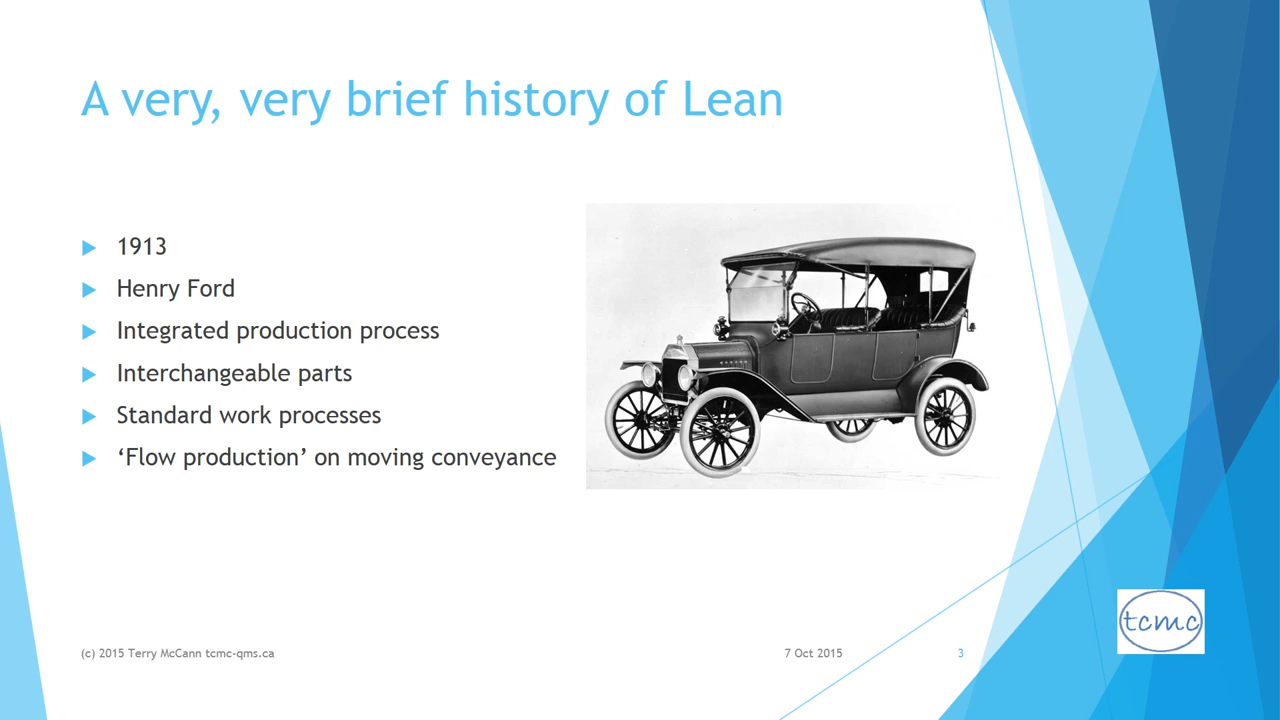 A very, very brief history of Lean
1913
Henry Ford
Integrated production process
Interchangeable parts
Standard work processes
‘Flow production’ on moving conveyance
(c) 2015 Terry McCann tcmc-qms.ca
7 Oct 2015
3
tcmc